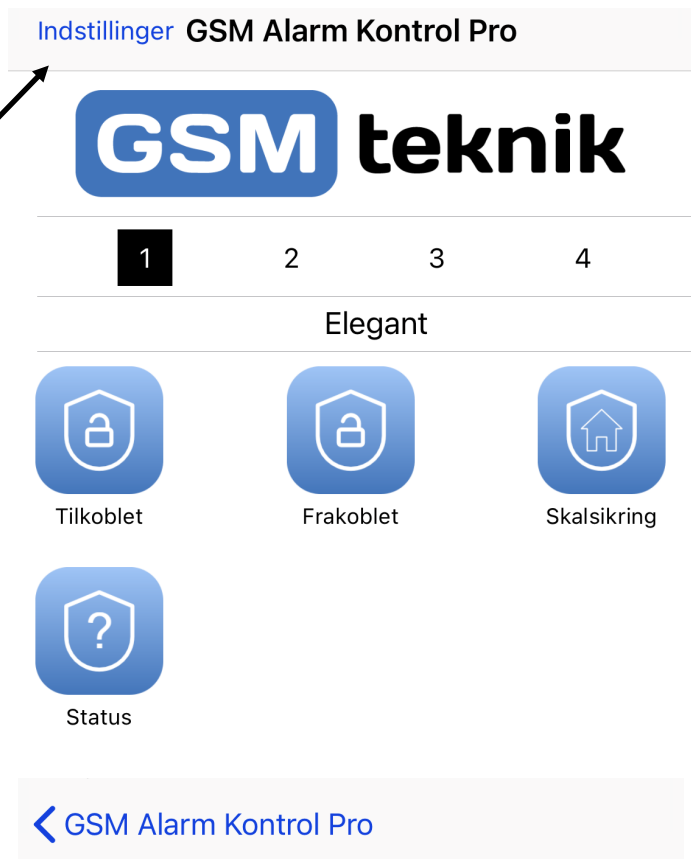 Indstillinger GSM Alarm Kontrol Pro
GSM teknik
1 2 3 4
Elegant
Tilkoblet Frakoblet Skalsikring
?
Status
GSM Alarm Kontrol Pro